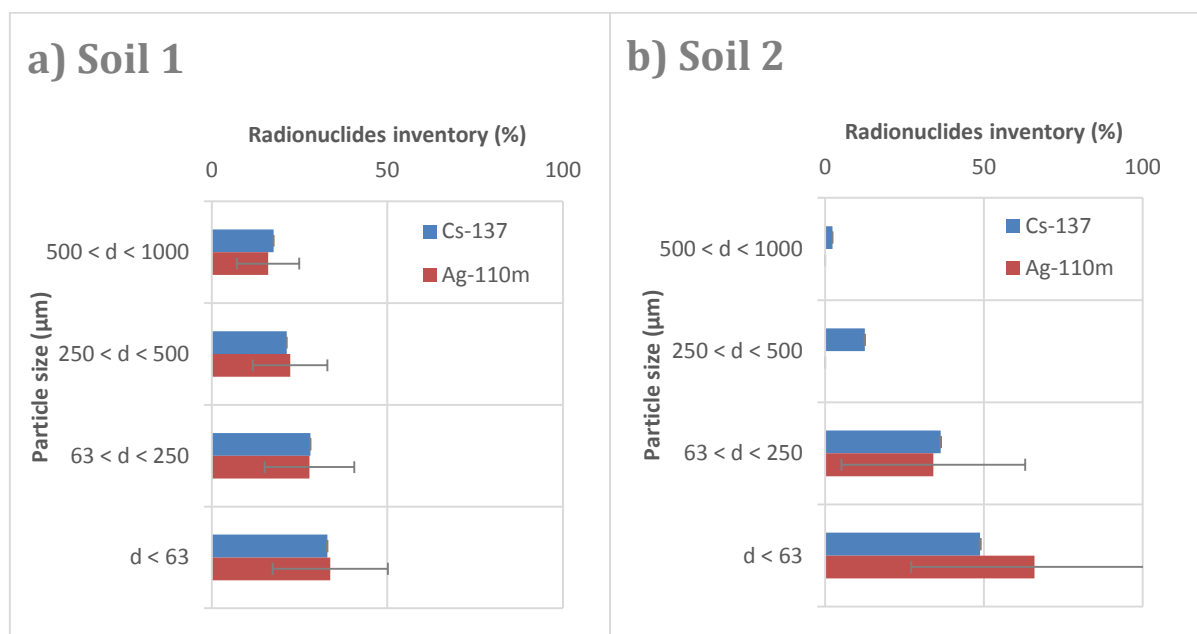 a) Soil 1
Radionuclides inventory (%)
0 50 100
Particle size (µm)
500 < d < 1000
250 < d < 500
63 < d < 250
d < 63
Cs-137
Ag-110m
b) Soil 2
Radionuclides inventory (%)
0 50 100
Particle size (µm)
500 < d < 1000
250 < d < 500
63 < d < 250
d < 63
Cs-137
Ag-110m